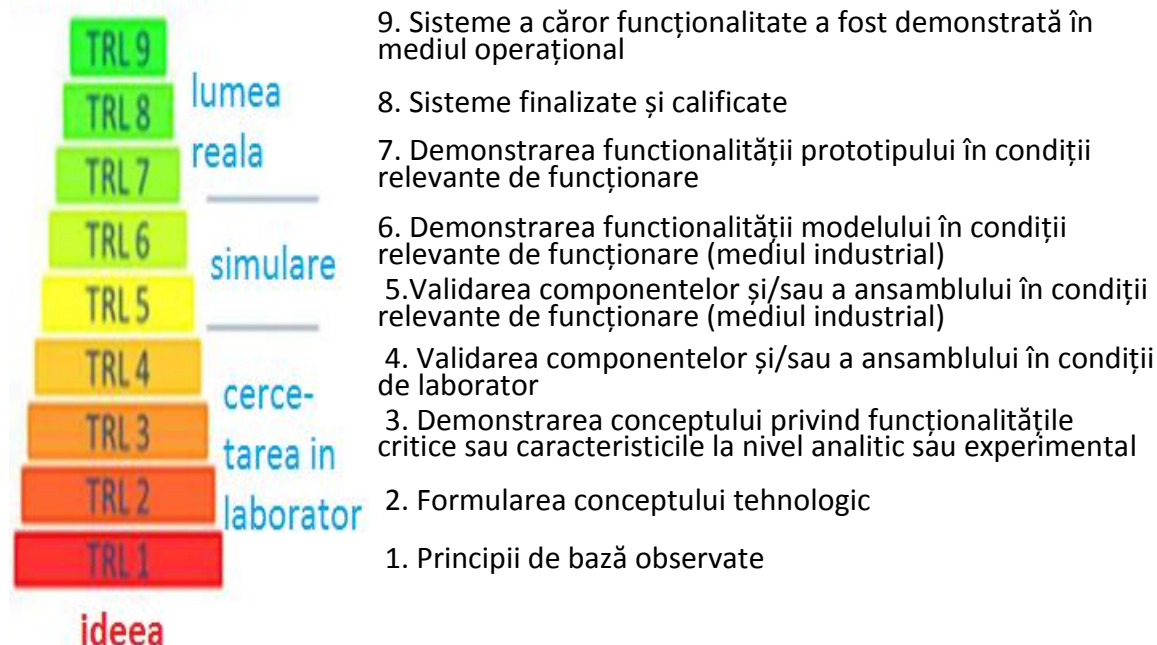 TRL 9
TRL 8
TRL 7
TRL 6
TRL 5
TRL 4
TRL 3
TRL 2
TRL 1
ideea
lumea
reala
simulare
cerce-
tarea in
laborator
9. Sisteme a căror funcționalitate a fost demonstrată în
mediul operațional
8. Sisteme finalizate și calificate
7. Demonstrarea functionalității prototipului în condiții
relevante de funcționare
6. Demonstrarea functionalității modelului în condiții
relevante de funcționare (mediul industrial)
5.Validarea componentelor și/sau a ansamblului în condiții
relevante de funcționare (mediul industrial)
4. Validarea componentelor și/sau a ansamblului în condiții
de laborator
3. Demonstrarea conceptului privind funcționalitățile
critice sau caracteristicile la nivel analitic sau experimental
2. Formularea conceptului tehnologic
1. Principii de bază observate